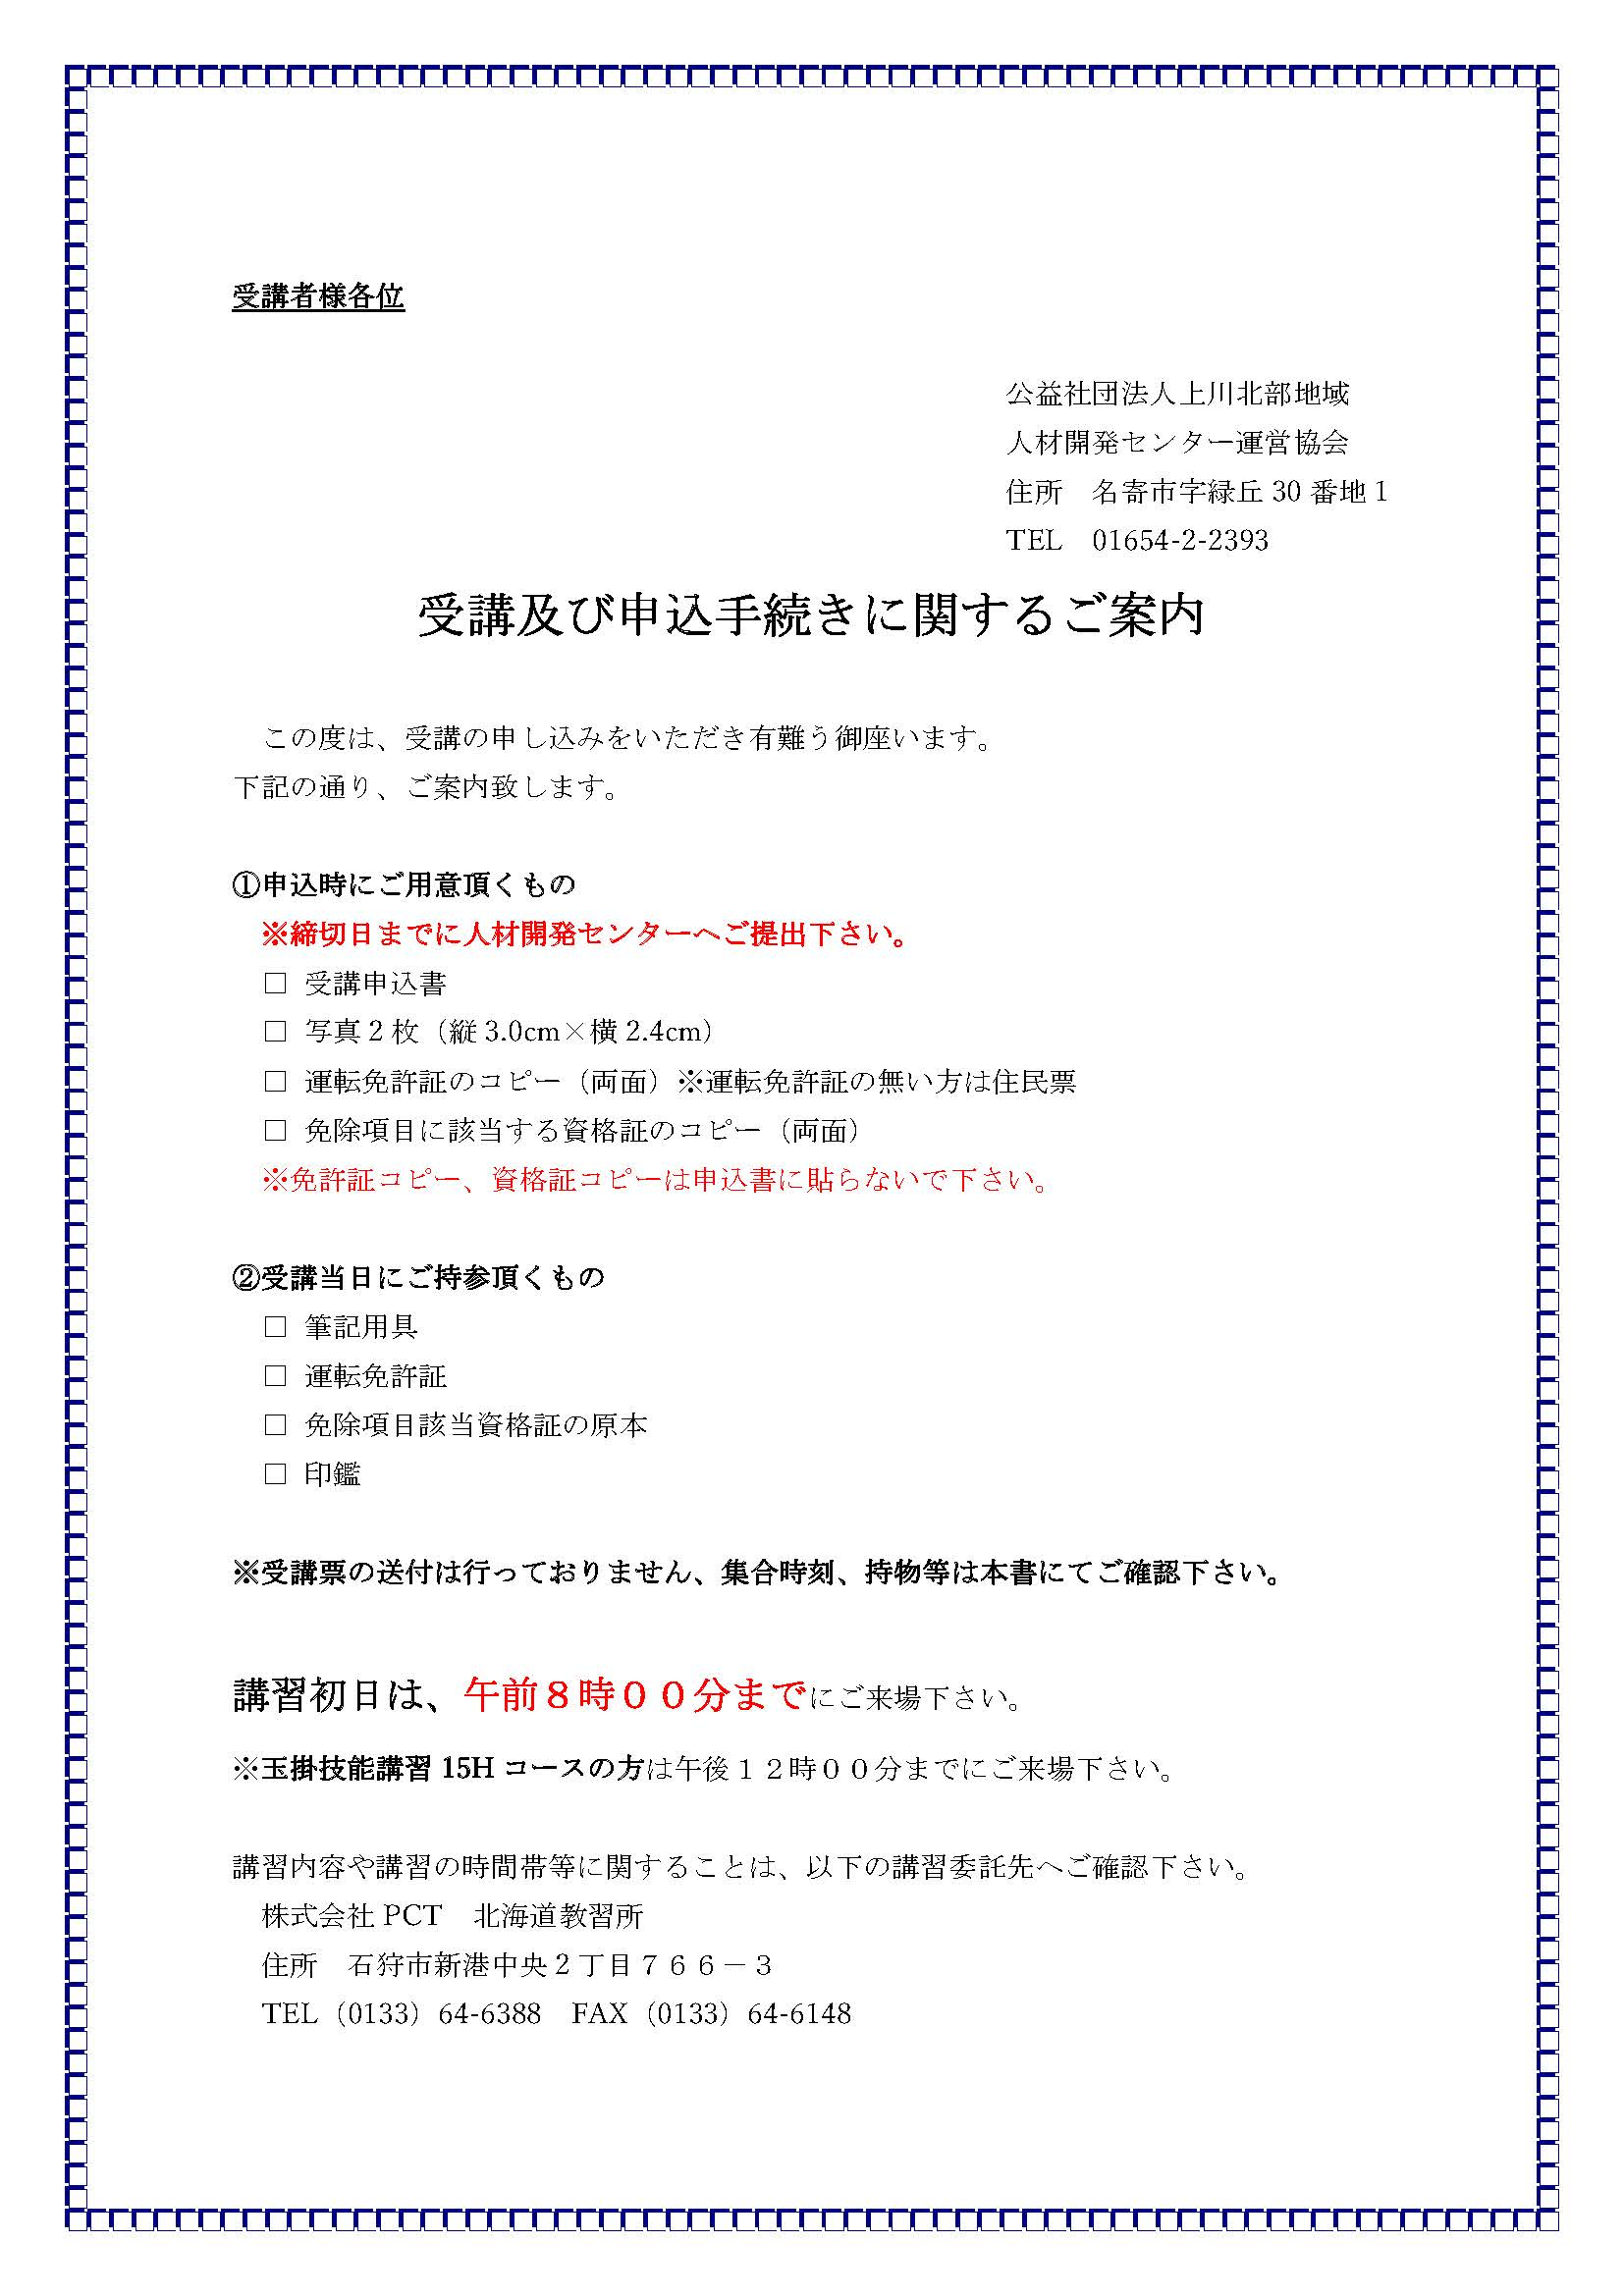 受講者様各位
公益社団法人上川北部地域
人材開発センター運営協会
住所　名寄市字緑丘 30 番地 1
TEL　01654-2-2393
受講及び申込手続きに関するご案内
　この度は、受講の申し込みをいただき有難う御座います。
下記の通り、ご案内致します。
①申込時にご用意頂くもの
※締切日までに人材開発センターへご提出下さい。
□ 受講申込書
□ 写真 2 枚（縦 3.0cm×横 2.4cm）
□ 運転免許証のコピー（両面）※運転免許証の無い方は住民票
□ 免除項目に該当する資格証のコピー（両面）
※免許証コピー、資格証コピーは申込書に貼らないで下さい。
②受講当日にご持参頂くもの
□ 筆記用具
□ 運転免許証
□ 免除項目該当資格証の原本
□ 印鑑
※受講票の送付は行っておりません、集合時刻、持物等は本書にてご確認下さい。
講習初日は、午前８時００分までにご来場下さい。
※玉掛技能講習 15H コースの方は午後１２時００分までにご来場下さい。
講習内容や講習の時間帯等に関することは、以下の講習委託先へご確認下さい。
株式会社 PCT　北海道教習所
住所　石狩市新港中央 2 丁目７６６－３
TEL（0133）64-6388　FAX（0133）64-6148